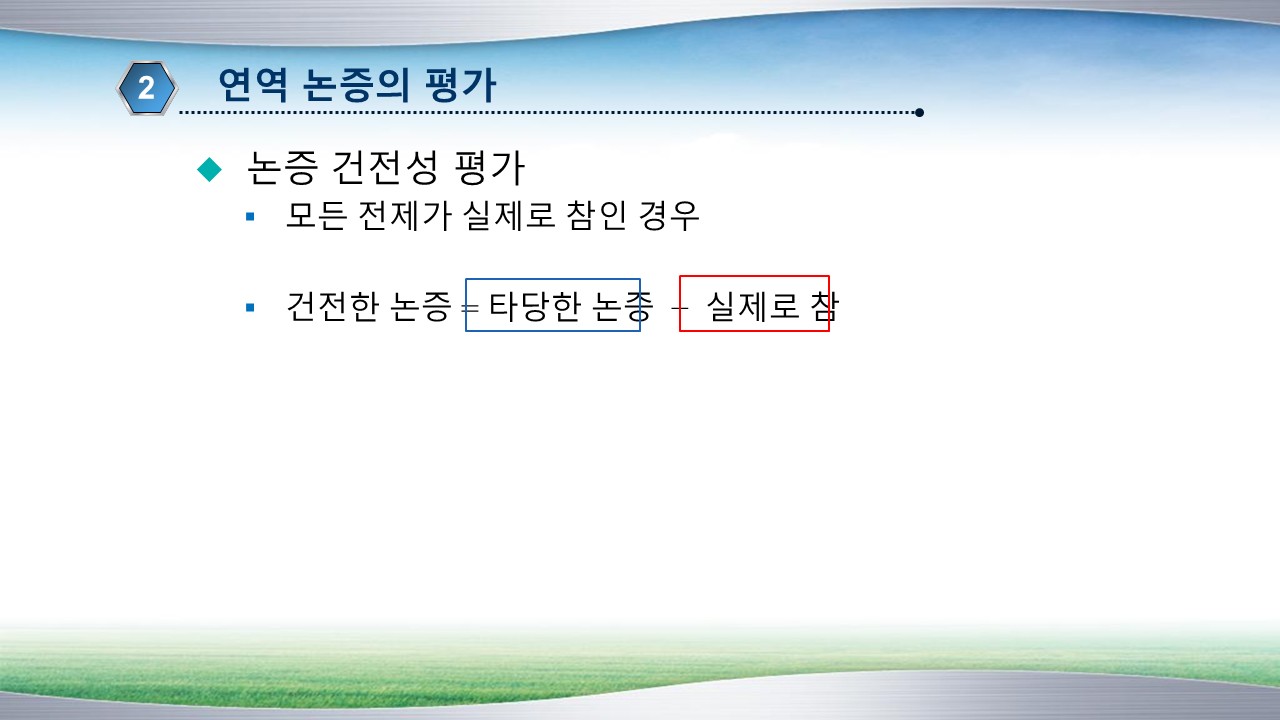 2 연역 논증의 평가
논증 건전성 평가
모든 전제가 실제로 참인 경우
건전한 논증 = 타당한 논증 – 실제로 참